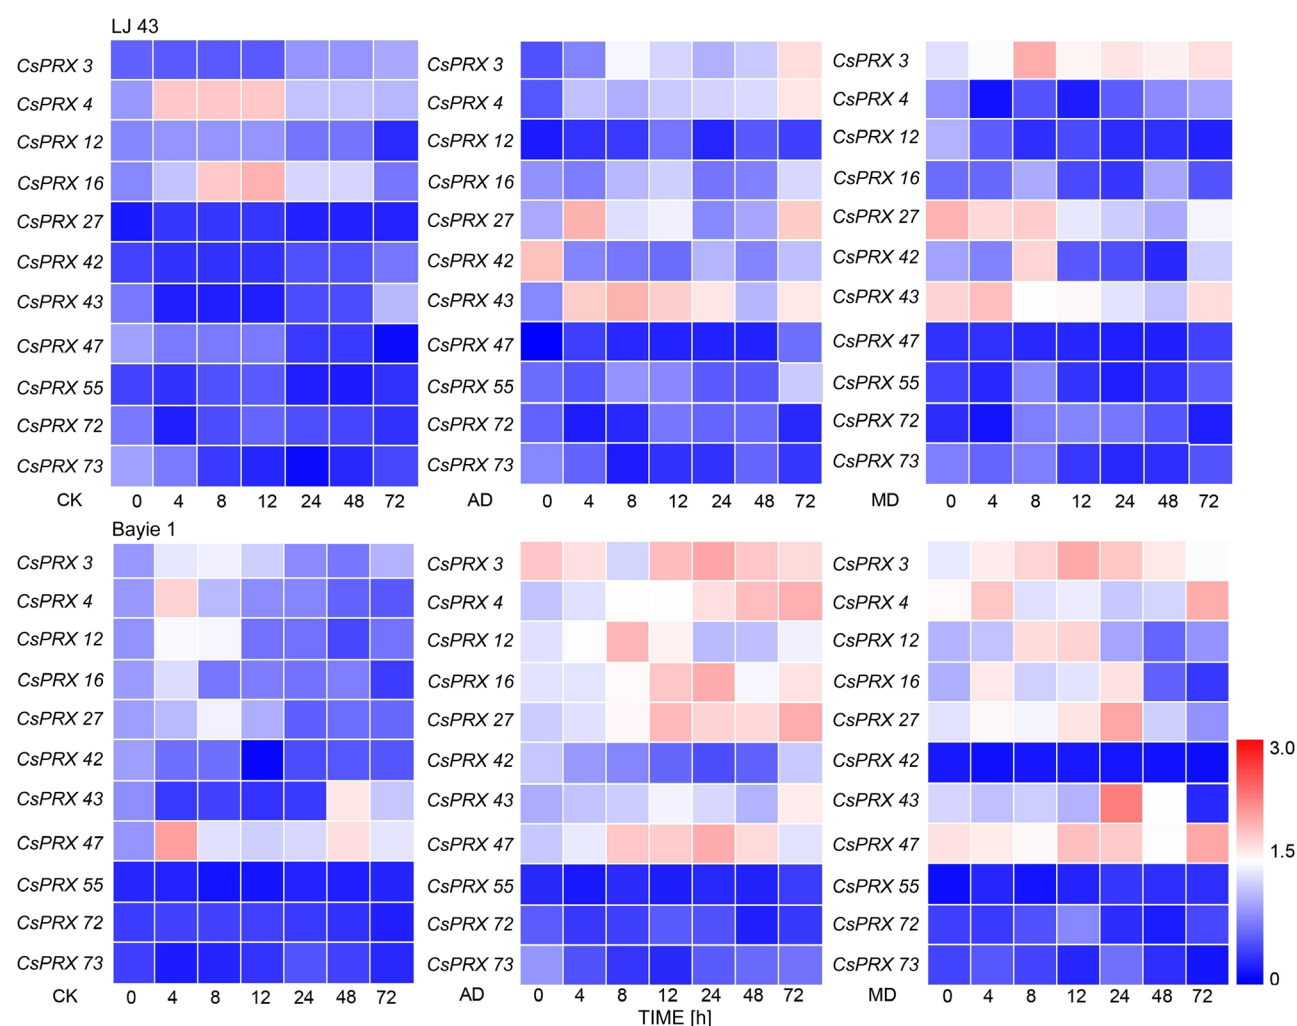 LJ 43
CsPRX 3 CsPRX 3 CsPRX 3
CsPRX 4 CsPRX 4 CsPRX 4
CsPRX 12 CsPRX 12 CsPRX 12
CsPRX 16 CsPRX 16 CsPRX 16
CsPRX 27 CsPRX 27 CsPRX 27
CsPRX 42 CsPRX 42 CsPRX 42
CsPRX 43 CsPRX 43 CsPRX 43
CsPRX 47 CsPRX 47 CsPRX 47
CsPRX 55 CsPRX 55 CsPRX 55
CsPRX 72 CsPRX 72 CsPRX 72
CsPRX 73 CsPRX 73 CsPRX 73
CK 0 4 8 12 24 48 72 AD 0 4 8 12 24 48 72 MD 0 4 8 12 24 48 72
Bayie 1
CsPRX 3 CsPRX 3 CsPRX 3
CsPRX 4 CsPRX 4 CsPRX 4
CsPRX 12 CsPRX 12 CsPRX 12
CsPRX 16 CsPRX 16 CsPRX 16
CsPRX 27 CsPRX 27 CsPRX 27
CsPRX 42 CsPRX 42 CsPRX 42 3.0
CsPRX 43 CsPRX 43 CsPRX 43
CsPRX 47 CsPRX 47 CsPRX 47 1.5
CsPRX 55 CsPRX 55 CsPRX 55
CsPRX 72 CsPRX 72 CsPRX 72
CsPRX 73 CsPRX 73 CsPRX 73 0
CK 0 4 8 12 24 48 72 AD 0 4 8 12 24 48 72 MD 0 4 8 12 24 48 72
TIME [h]